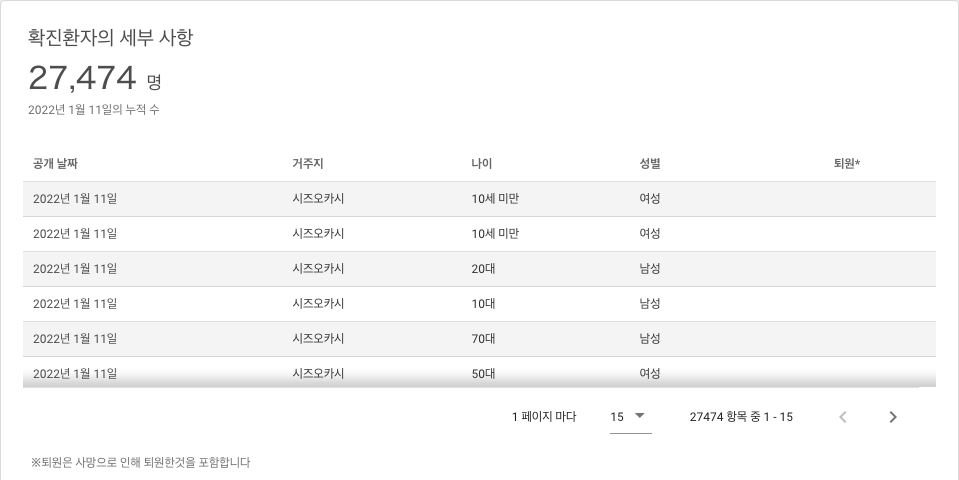 확진환자의 세부 사항
27,474 명
2022년 1월 11일의 누적 수
공개 날짜 거주지 나이 성별 퇴원*
2022년 1월 11일 시즈오카시 10세 미만 여성
2022년 1월 11일 시즈오카시 10세 미만 여성
2022년 1월 11일 시즈오카시 20대 남성
2022년 1월 11일 시즈오카시 10대 남성
2022년 1월 11일 시즈오카시 70대 남성
2022년 1월 11일 시즈오카시 50대 여성
1 페이지 마다 15 27474 항목 중 1 - 15
※퇴원은 사망으로 인해 퇴원한것을 포함합니다